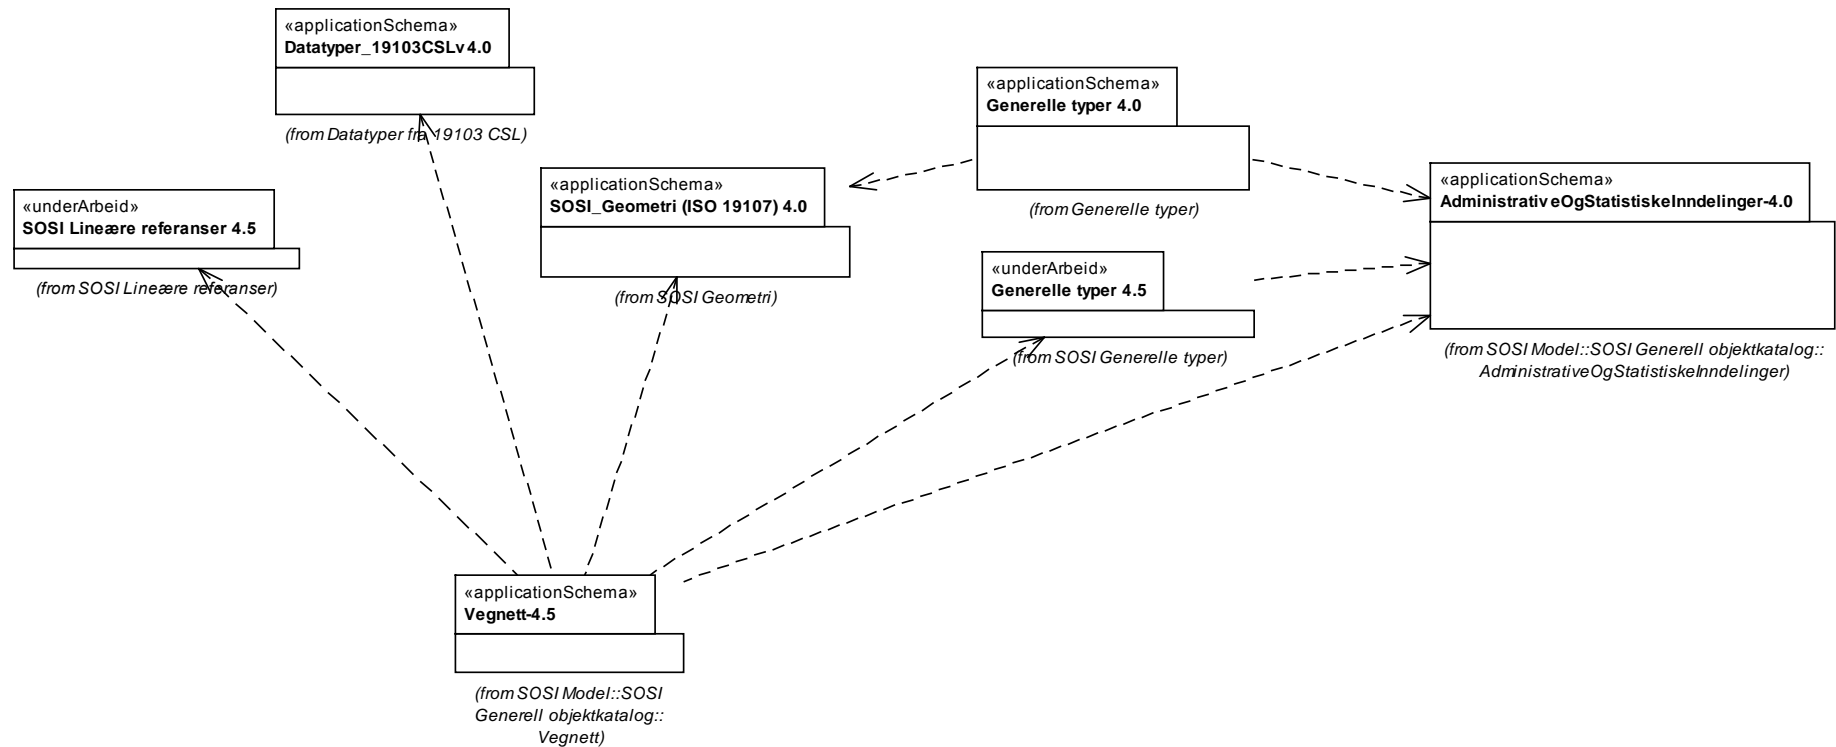 «applicationSchema»
Datatyper_19103CSLv4.0
(from Datatyper fra 19103 CSL)
«applicationSchema»
Generelle typer 4.0
(from Generelle typer)
«applicationSchema»
SOSI_Geometri (ISO 19107) 4.0
(from SOSI Geometri)
«applicationSchema»
AdministrativeOgStatistiskeInndelinger-4.0
(from SOSI Model::SOSI Generell objektkatalog::
AdministrativeOgStatistiskeInndelinger)
«underArbeid»
SOSI Lineære referanser 4.5
(from SOSI Lineære referanser)
«underArbeid»
Generelle typer 4.5
(from SOSI Generelle typer)
«applicationSchema»
Vegnett-4.5
(from SOSI Model::SOSI
Generell objektkatalog::
Vegnett)